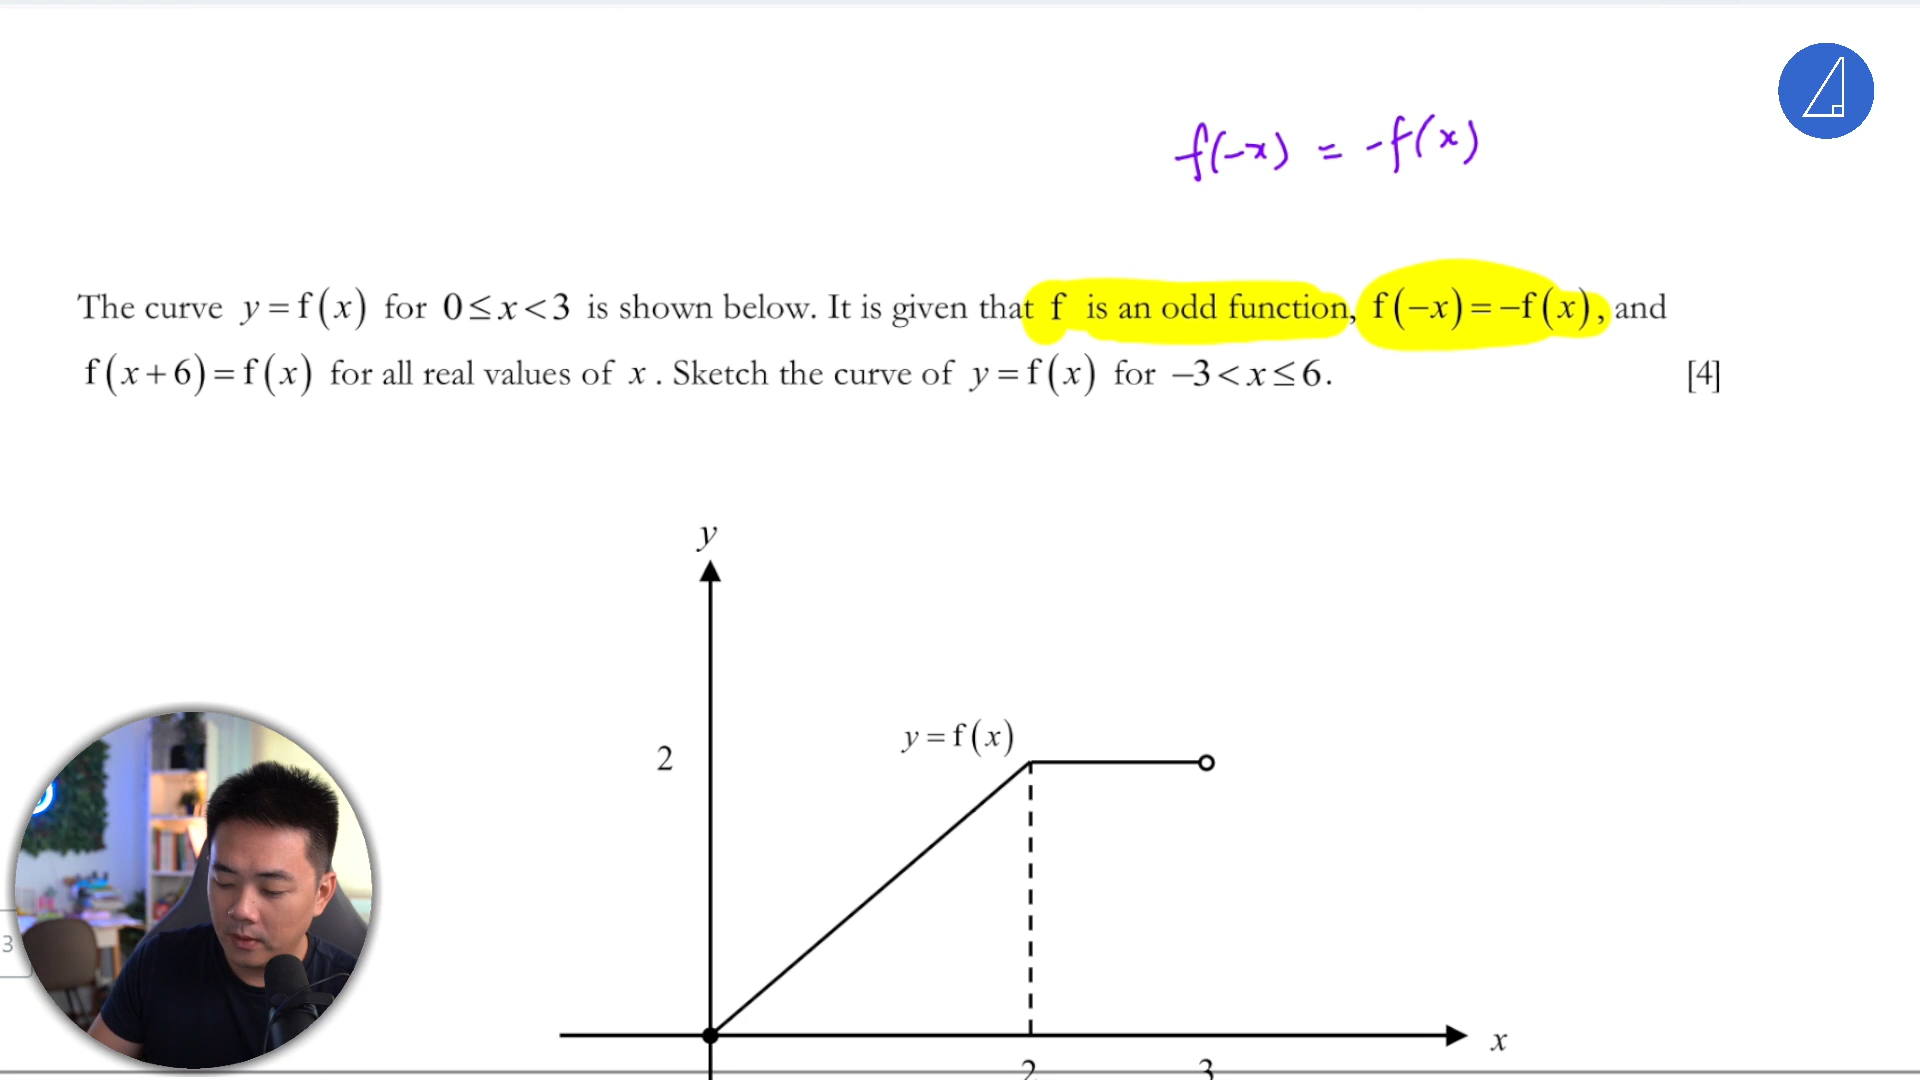 f(-x) = -f(x)
The curve y = f(x) for 0 ≤ x < 3 is shown below. It is given that f is an odd function, f(−x) = −f(x), and
f(x+6) = f(x) for all real values of x . Sketch the curve of y = f(x) for −3 < x ≤ 6. [4]
y
y = f(x)
2
x
2 3
3